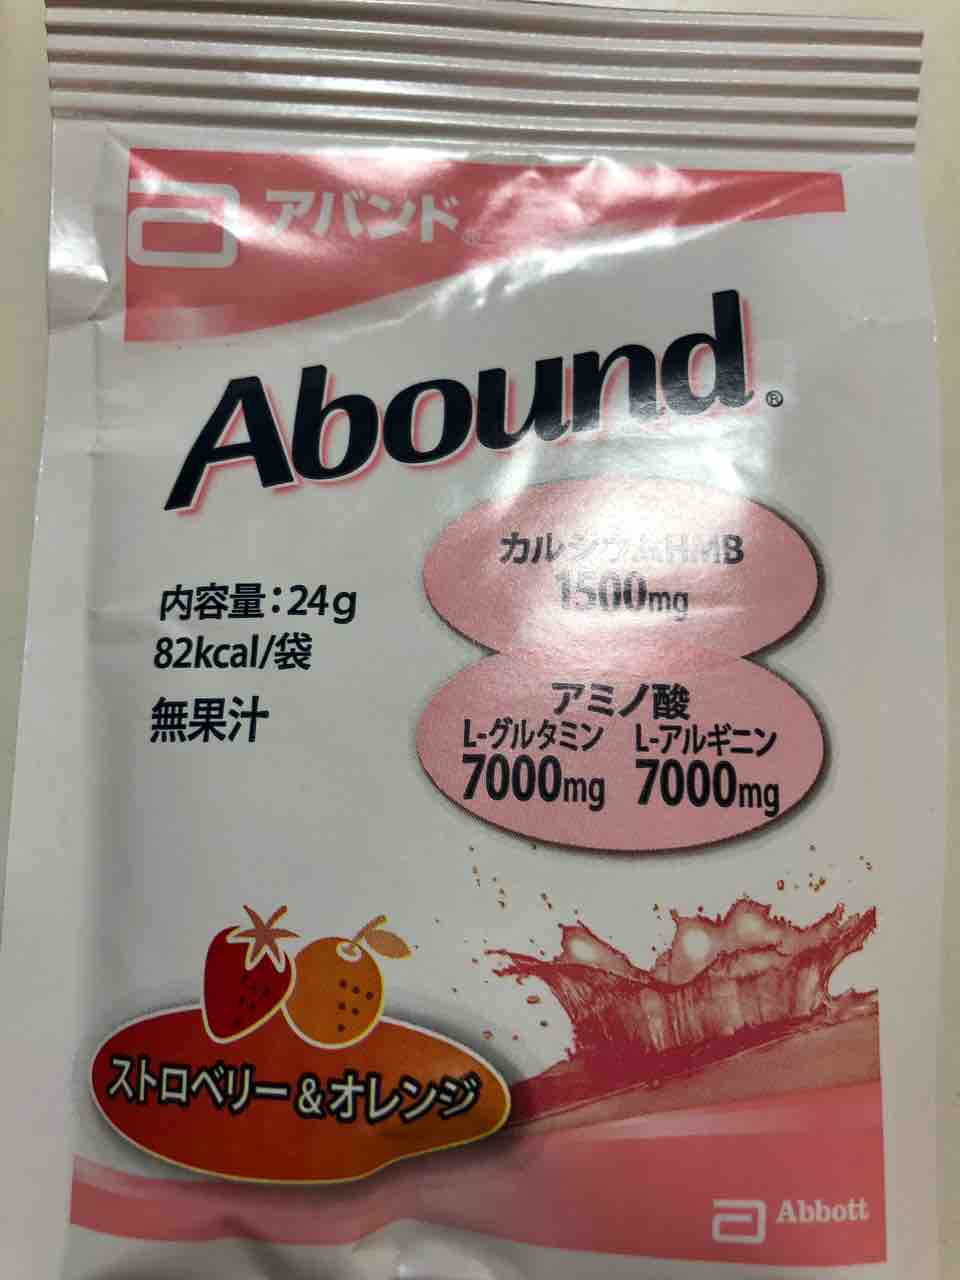 アバンド®
Abound®
カルシウムHMB
1500mg
内容量：24g
82kcal/袋
無果汁
アミノ酸
L-グルタミン L-アルギニン
7000mg 7000mg
ストロベリー&オレンジ
Abbott